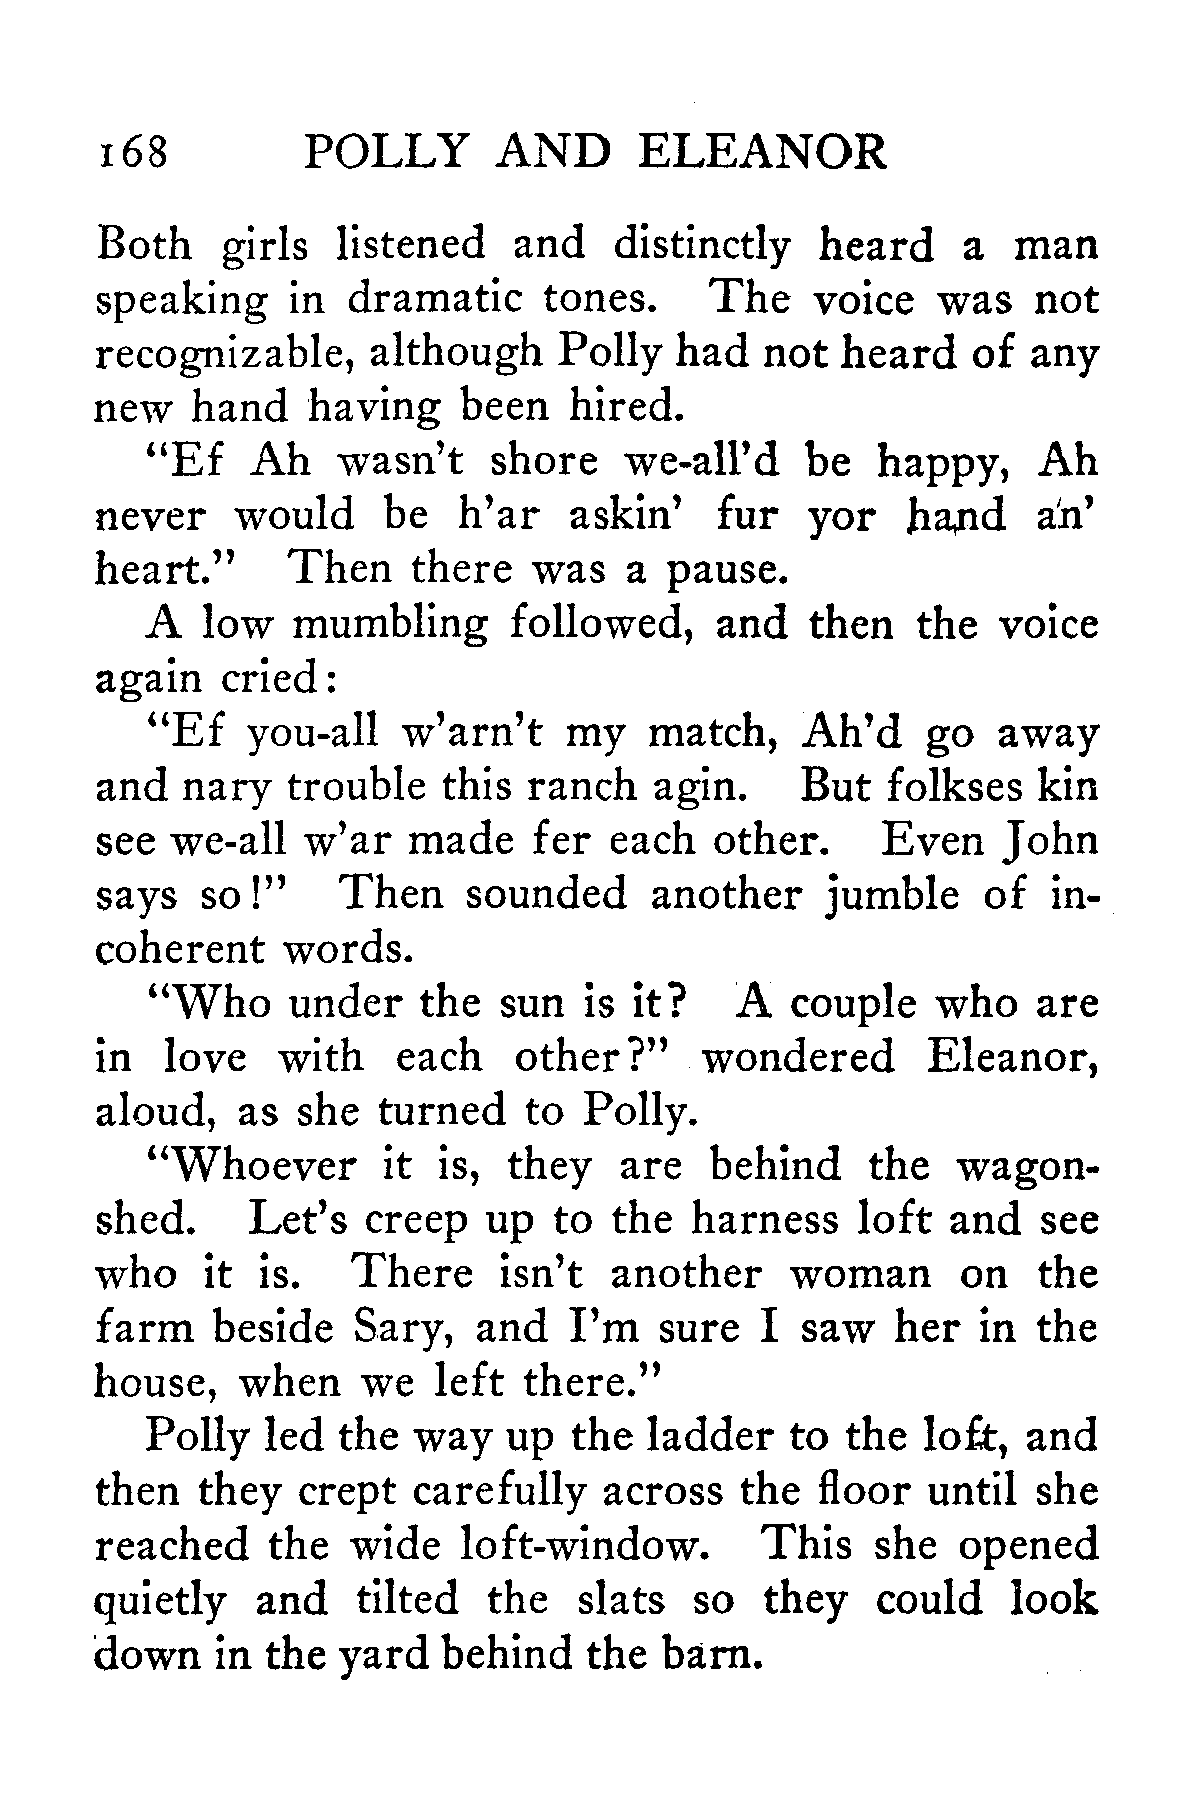 168 POLLY AND ELEANOR
Both girls listened and distinctly heard a man
speaking in dramatic tones. The voice was not
recognizable, although Polly had not heard of any
new hand having been hired.
“Ef Ah wasn’t shore we-all’d be happy, Ah
never would be h’ar askin’ fur yor hand an’
heart.” Then there was a pause.
A low mumbling followed, and then the voice
again cried:
“Ef you-all w’arn’t my match, Ah’d go away
and nary trouble this ranch agin. But folkses kin
see we-all w’ar made fer each other. Even John
says so!” Then sounded another jumble of in-
coherent words.
“Who under the sun is it? A couple who are
in love with each other?” wondered Eleanor,
aloud, as she turned to Polly.
“Whoever it is, they are behind the wagon-
shed. Let’s creep up to the harness loft and see
who it is. There isn’t another woman on the
farm beside Sary, and I’m sure I saw her in the
house, when we left there.”
Polly led the way up the ladder to the loft, and
then they crept carefully across the floor until she
reached the wide loft-window. This she opened
quietly and tilted the slats so they could look
down in the yard behind the barn.